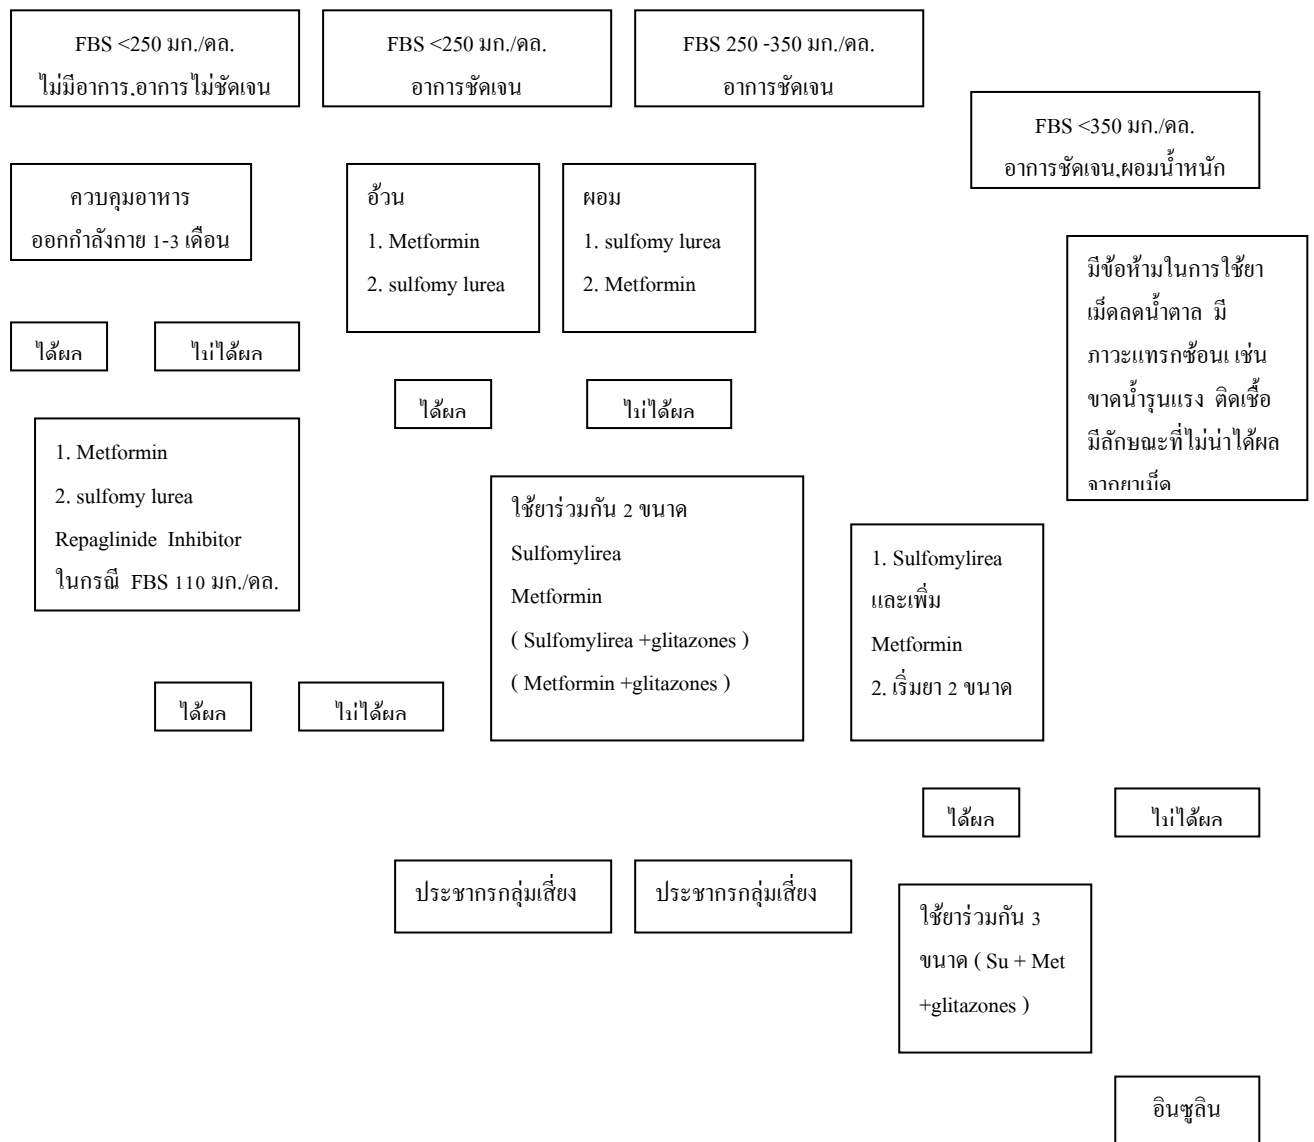 FBS <250 มก./ดล.
ไม่มีอาการ,อาการไม่ชัดเจน
FBS <250 มก./ดล.
อาการชัดเจน
FBS 250 -350 มก./ดล.
อาการชัดเจน
FBS <350 มก./ดล.
อาการชัดเจน,ผอมน้ำหนัก
ควบคุมอาหาร
ออกกำลังกาย 1-3 เดือน
อ้วน
1. Metformin
2. sulfomy lurea
ผอม
1. sulfomy lurea
2. Metformin
มีข้อห้ามในการใช้ยา
เม็ดลดน้ำตาล มี
ภาวะแทรกซ้อนเ เช่น
ขาดน้ำรุนแรง ติดเชื้อ
มีลักษณะที่ไม่น่าได้ผล
จากยาเม็ด
ได้ผล
ไม่ได้ผล
ได้ผล
ไม่ได้ผล
1. Metformin
2. sulfomy lurea
Repaglinide Inhibitor
ในกรณี FBS 110 มก./ดล.
ใช้ยาร่วมกัน 2 ขนาด
Sulfomylirea
Metformin
( Sulfomylirea +glitazones )
( Metformin +glitazones )
1. Sulfomylirea
และเพิ่ม
Metformin
2. เริ่มยา 2 ขนาด
ได้ผล
ไม่ได้ผล
ได้ผล
ไม่ได้ผล
ประชากรกลุ่มเสี่ยง
ประชากรกลุ่มเสี่ยง
ใช้ยาร่วมกัน 3
ขนาด ( Su + Met
+glitazones )
อินซูลิน